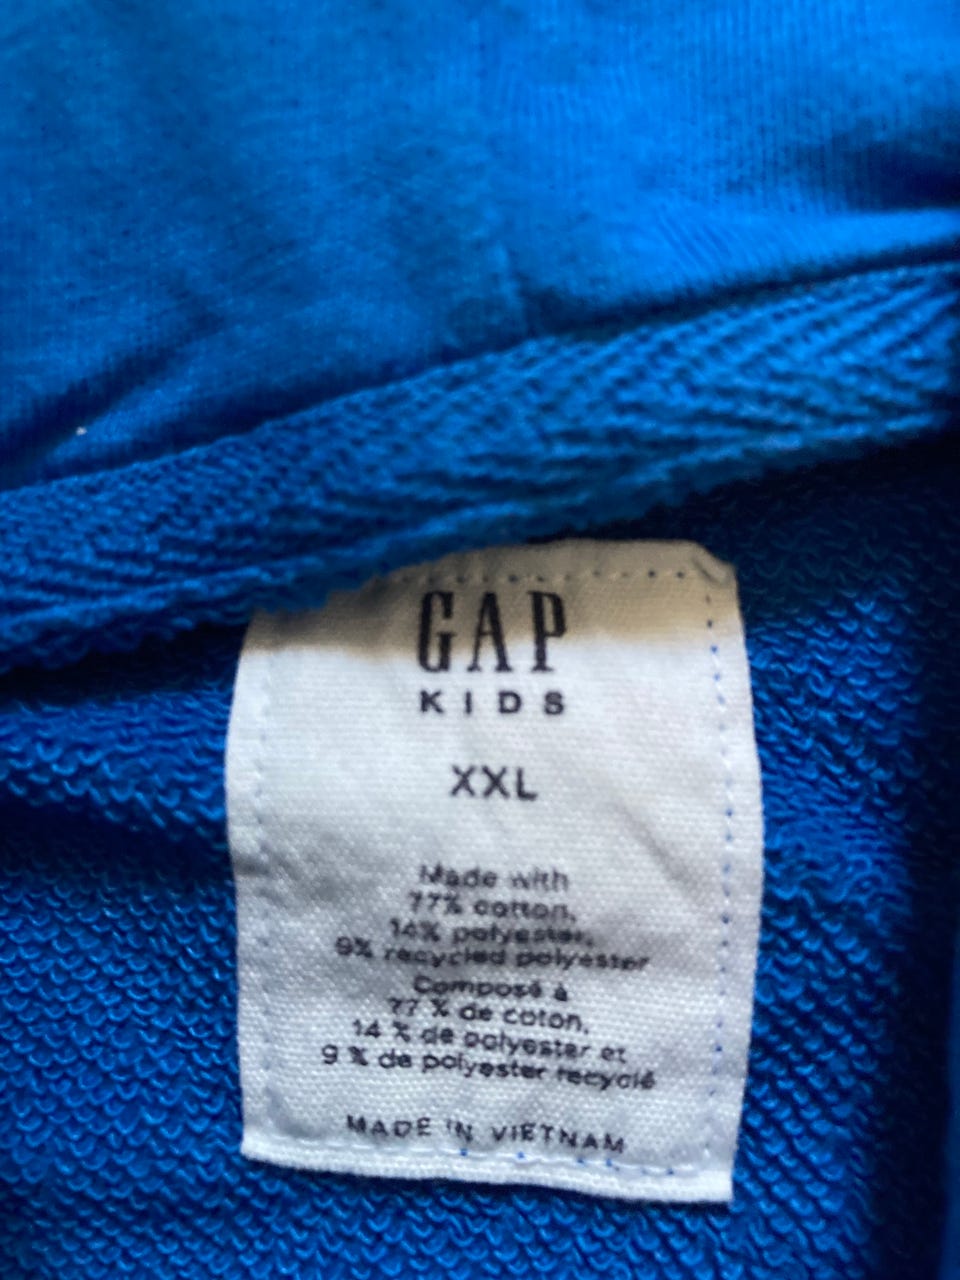 GAP
KIDS
XXL
Made with
77% cotton,
14% polyester,
9% recycled polyester
Composé à
77 % de coton,
14 % de polyester et
9 % de polyester recyclé
MADE IN VIETNAM